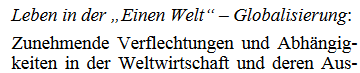 Leben in der „Einen Welt“ – Globalisierung:
Zunehmende Verflechtungen und Abhängig-
keiten in der Weltwirtschaft und deren Aus-